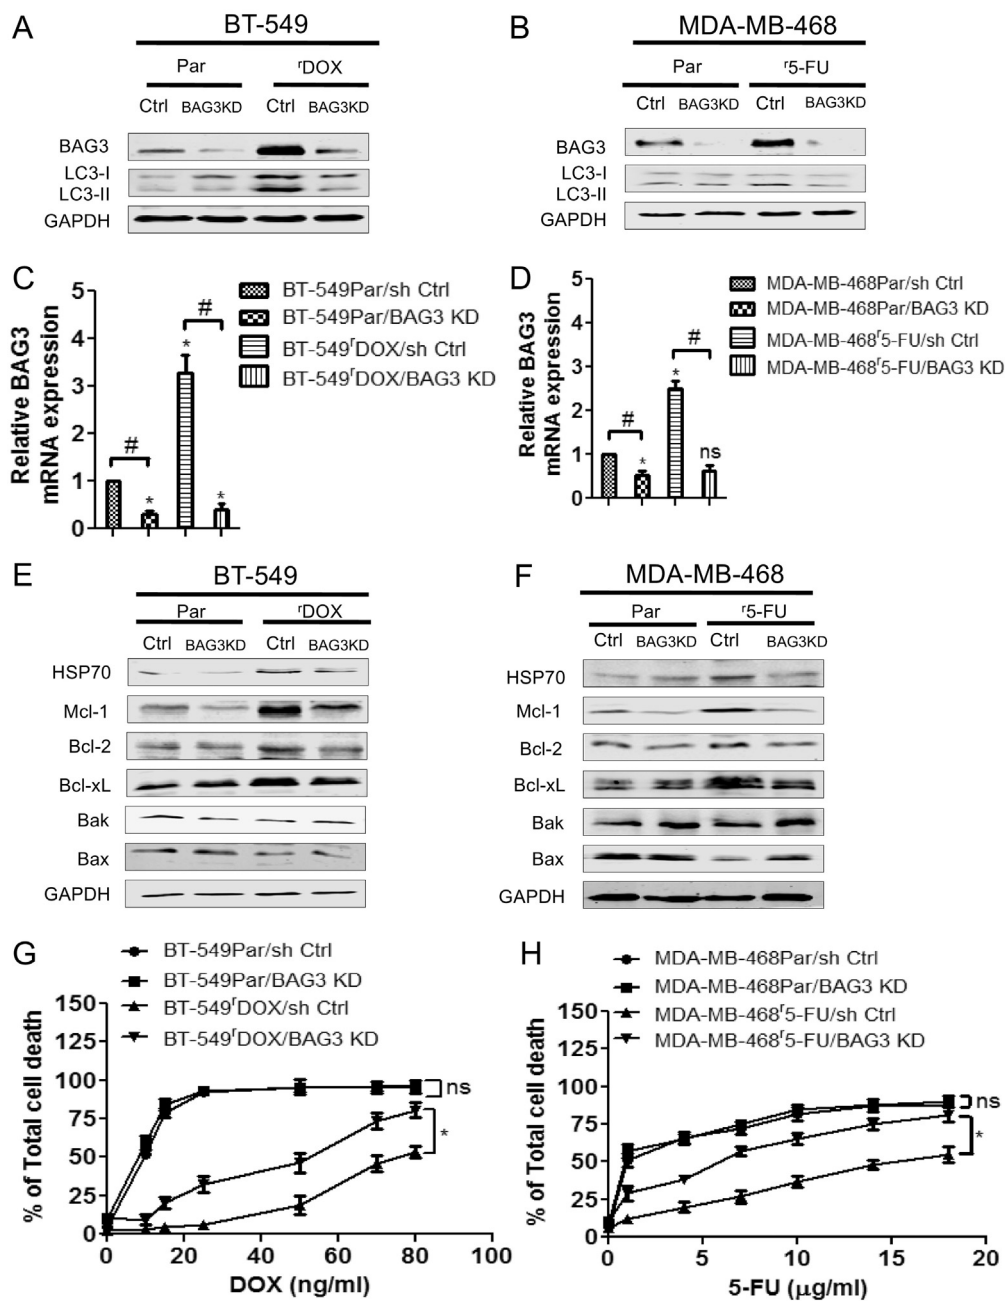 A
BT-549
Par
rDOX
Ctrl BAG3KD Ctrl BAG3KD
BAG3
LC3-I
LC3-II
GAPDH
B
MDA-MB-468
Par
r5-FU
Ctrl BAG3KD Ctrl BAG3KD
BAG3
LC3-I
LC3-II
GAPDH
C
Relative BAG3
mRNA expression
5
4
3
2
1
0
#
#
*
*
*
BT-549Par/sh Ctrl
BT-549Par/BAG3 KD
BT-549rDOX/sh Ctrl
BT-549rDOX/BAG3 KD
D
Relative BAG3
mRNA expression
5
4
3
2
1
0
#
#
*
*
ns
MDA-MB-468Par/sh Ctrl
MDA-MB-468Par/BAG3 KD
MDA-MB-468r5-FU/sh Ctrl
MDA-MB-468r5-FU/BAG3 KD
E
BT-549
Par
rDOX
Ctrl BAG3KD Ctrl BAG3KD
HSP70
Mcl-1
Bcl-2
Bcl-xL
Bak
Bax
GAPDH
F
MDA-MB-468
Par
r5-FU
Ctrl BAG3KD Ctrl BAG3KD
HSP70
Mcl-1
Bcl-2
Bcl-xL
Bak
Bax
GAPDH
G
BT-549Par/sh Ctrl
BT-549Par/BAG3 KD
BT-549rDOX/sh Ctrl
BT-549rDOX/BAG3 KD
% of Total cell death
150
125
100
75
50
25
0
ns
*
0 20 40 60 80 100
DOX (ng/ml)
H
MDA-MB-468Par/sh Ctrl
MDA-MB-468Par/BAG3 KD
MDA-MB-468r5-FU/sh Ctrl
MDA-MB-468r5-FU/BAG3 KD
% of Total cell death
150
125
100
75
50
25
0
ns
*
0 5 10 15 20
5-FU (µg/ml)